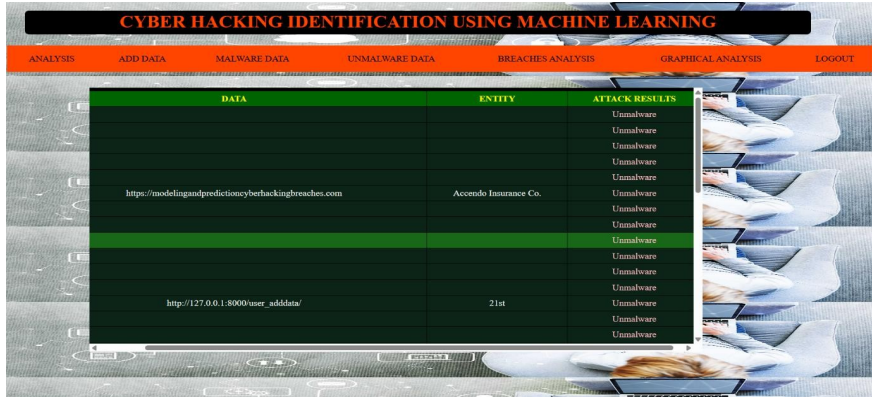 CYBER HACKING IDENTIFICATION USING MACHINE LEARNING
ANALYSIS ADD DATA MALWARE DATA UNMALWARE DATA BREACHES ANALYSIS GRAPHICAL ANALYSIS LOGOUT
DATA ENTITY ATTACK RESULTS
Unmalware
Unmalware
Unmalware
Unmalware
Unmalware
https://modelingandpredictioncyberhackingbreaches.com Accendo Insurance Co. Unmalware
Unmalware
Unmalware
Unmalware
Unmalware
Unmalware
Unmalware
http://127.0.0.1:8000/user_adddata/ 21st Unmalware
Unmalware
Unmalware